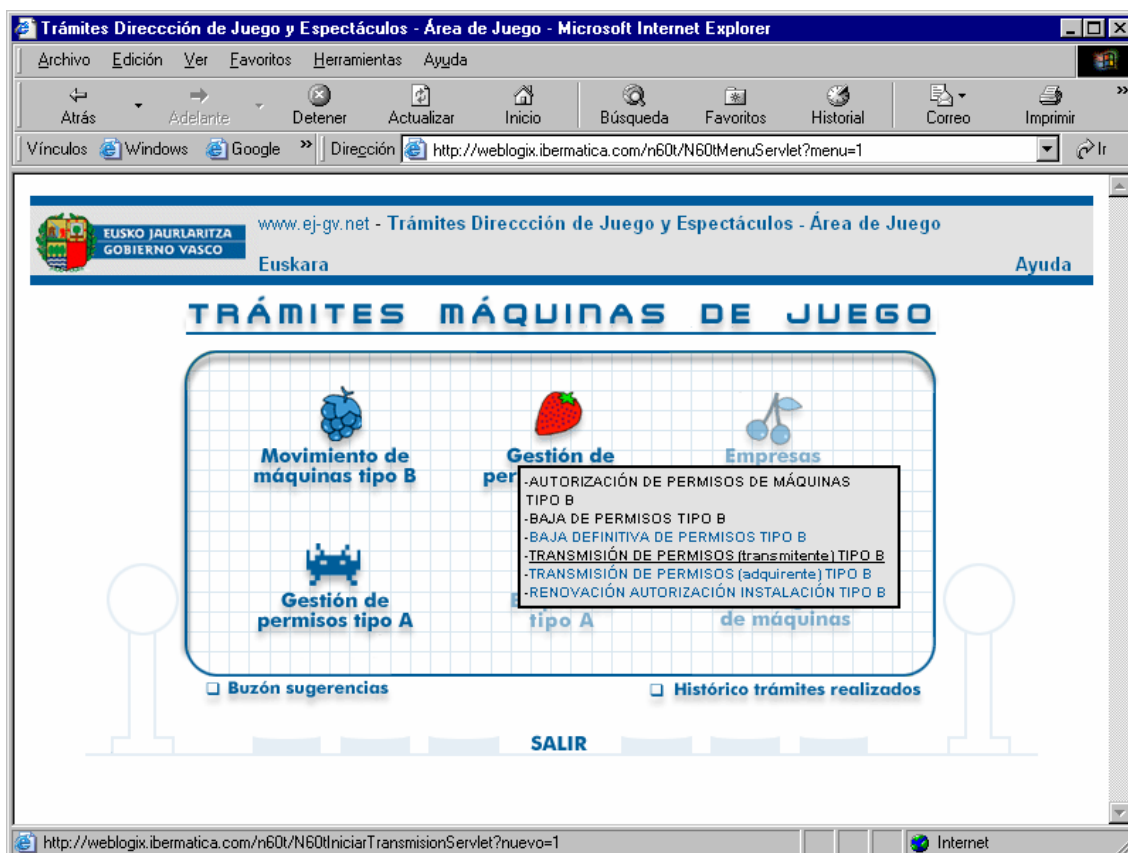 Trámites Direccción de Juego y Espectáculos - Área de Juego - Microsoft Internet Explorer
Archivo Edición Ver Favoritos Herramientas Ayuda
Atrás Adelante Detener Actualizar Inicio Búsqueda Favoritos Historial Correo Imprimir »
Vínculos Windows Google » Dirección http://weblogix.ibermatica.com/n60t/N60tMenuServlet?menu=1 Ir
EUSKO JAURLARITZA
GOBIERNO VASCO
www.ej-gv.net - Trámites Direccción de Juego y Espectáculos - Área de Juego
Euskara Ayuda
TRÁMITES MÁQUINAS DE JUEGO
Movimiento de
máquinas tipo B
Gestión de
per
Empresas
-AUTORIZACIÓN DE PERMISOS DE MÁQUINAS
TIPO B
-BAJA DE PERMISOS TIPO B
-BAJA DEFINITIVA DE PERMISOS TIPO B
-TRANSMISIÓN DE PERMISOS (transmitente) TIPO B
-TRANSMISIÓN DE PERMISOS (adquirente) TIPO B
-RENOVACIÓN AUTORIZACIÓN INSTALACIÓN TIPO B
Gestión de
permisos tipo A
tipo A
de máquinas
Buzón sugerencias
Histórico trámites realizados
SALIR
http://weblogix.ibermatica.com/n60t/N60tIniciarTransmisionServlet?nuevo=1 Internet